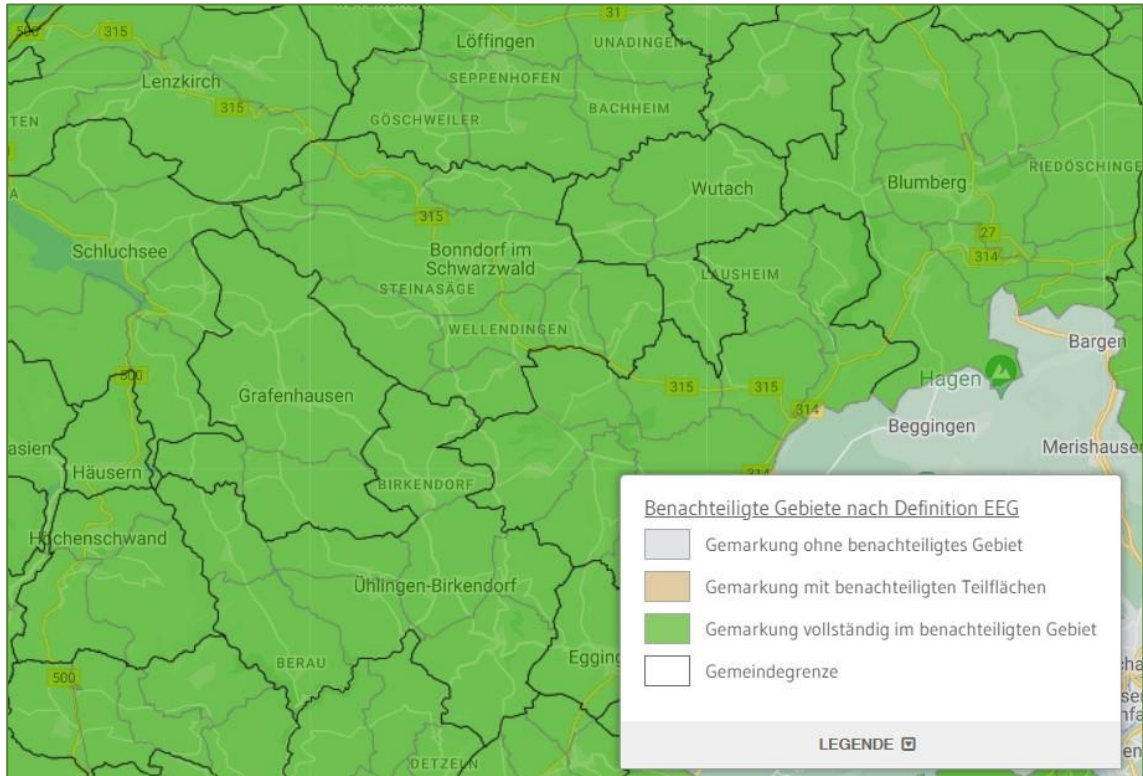 31
500
315
Löffingen
UNADINGEN
Lenzkirch
SEPPENHOFEN
315
BACHHEIM
GÖSCHWEILER
TEN
RIEDÖSCHINGE
Blumberg
Wutach
A
315
27
Schluchsee
Bonndorf im
Schwarzwald
314
LAUSHEIM
STEINASÄGE
WELLENDINGEN
Bargen
500
Hagen
315
315
Grafenhausen
314
Beggingen
asien
Merishause
Häusern
314
BIRKENDORF
Höchenschwand
Ühlingen-Birkendorf
Egging
BERAU
500
DETZELN
Benachteiligte Gebiete nach Definition EEG
Gemarkung ohne benachteiligtes Gebiet
Gemarkung mit benachteiligten Teilflächen
Gemarkung vollständig im benachteiligten Gebiet
Gemeindegrenze
LEGENDE